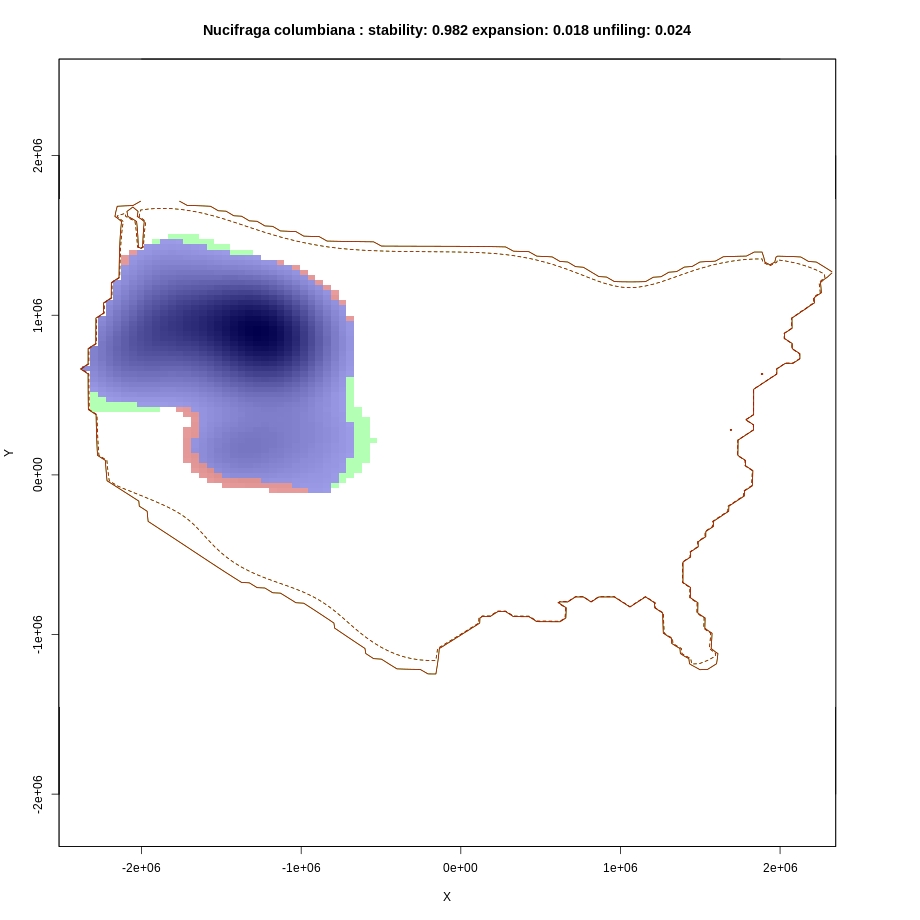 Nucifraga columbiana : stability: 0.982 expansion: 0.018 unfiling: 0.024
2e+06
1e+06
0e+00
-1e+06
-2e+06
Y
-2e+06 -1e+06 0e+00 1e+06 2e+06
X